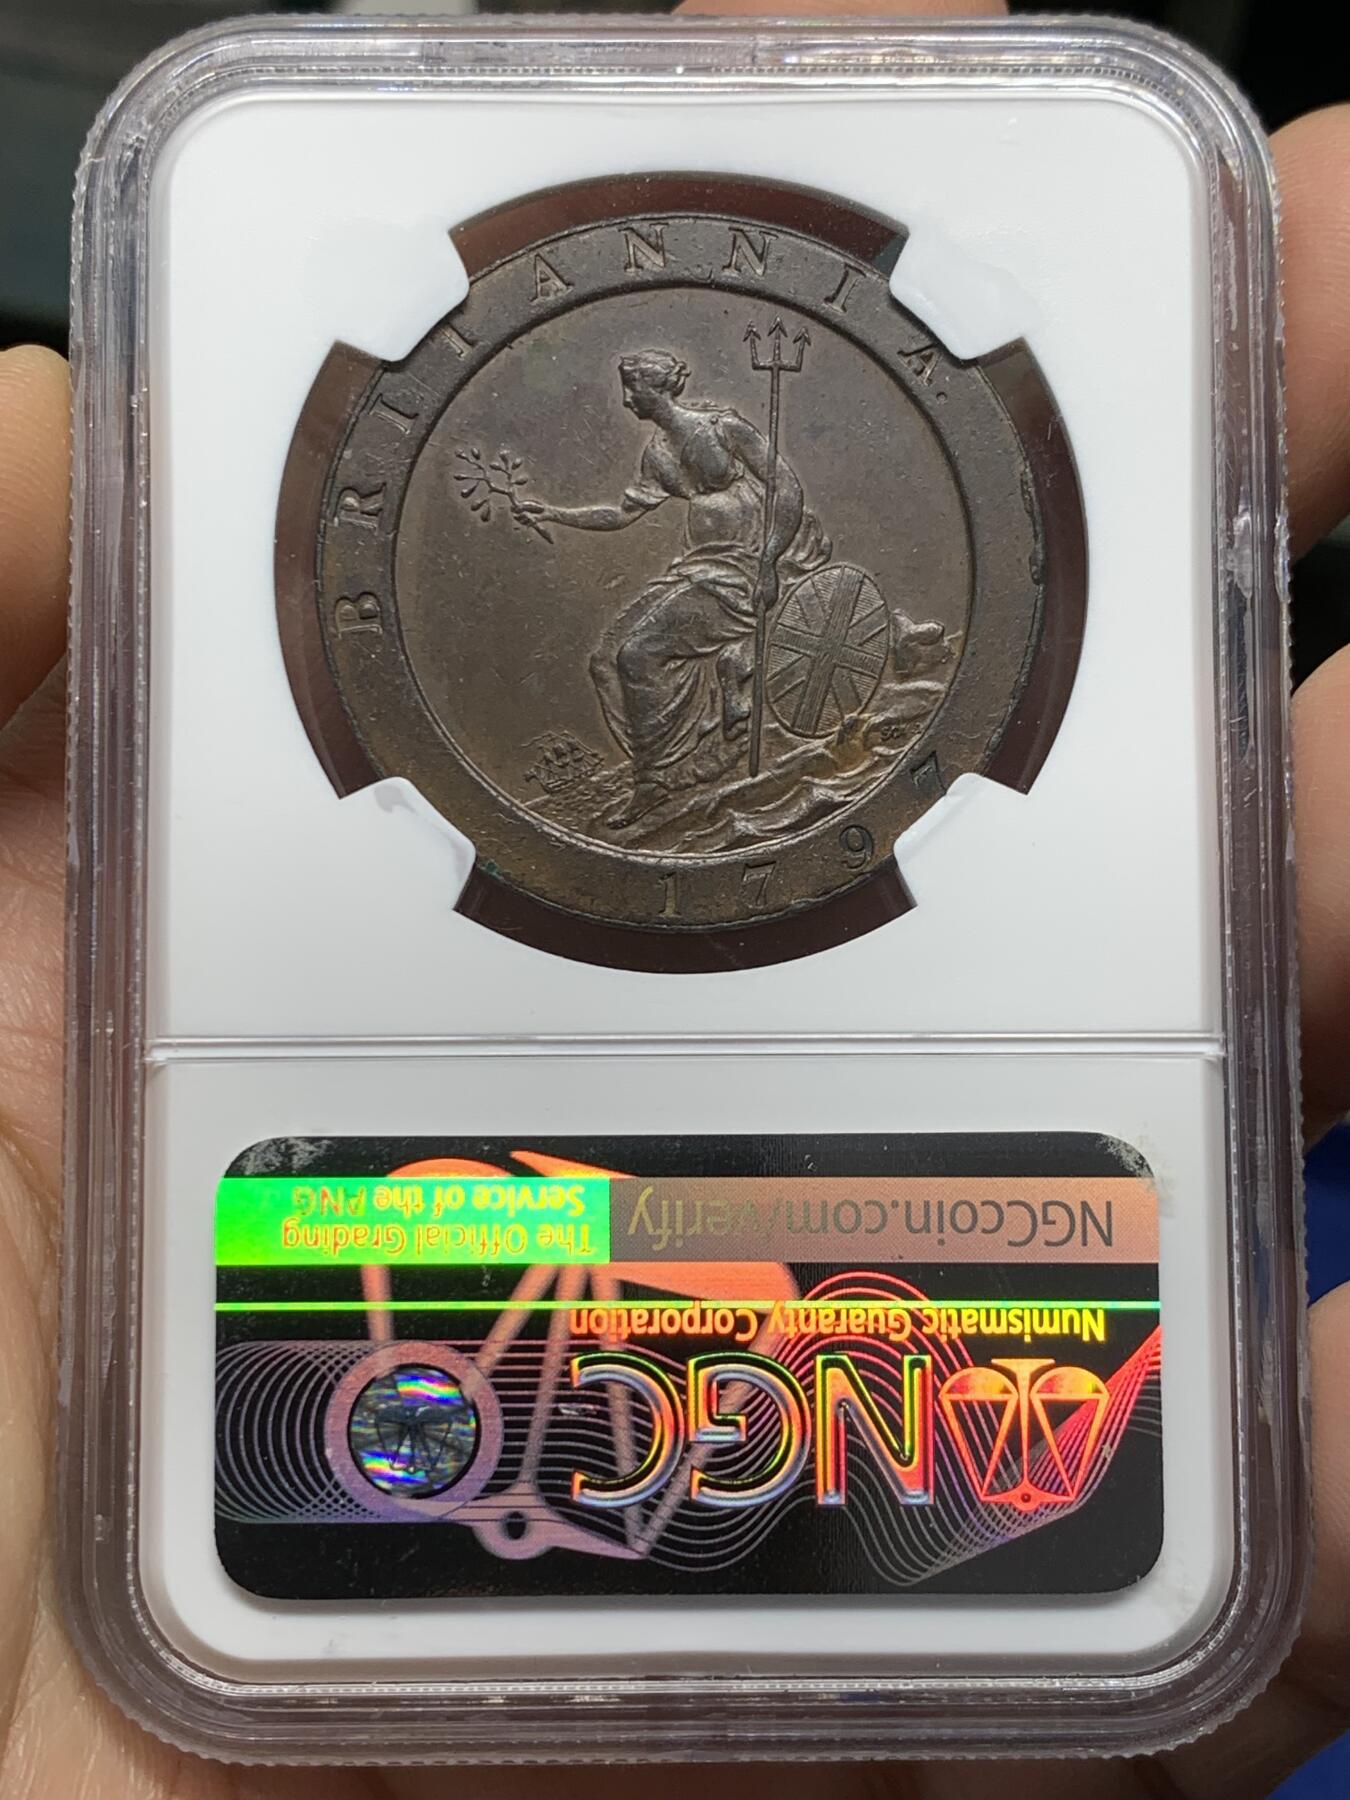 BRITANNIA.
1797
NGCcoin.com/verify
The Official Grading
Service of the PNG
Numismatic Guaranty Corporation
NGC